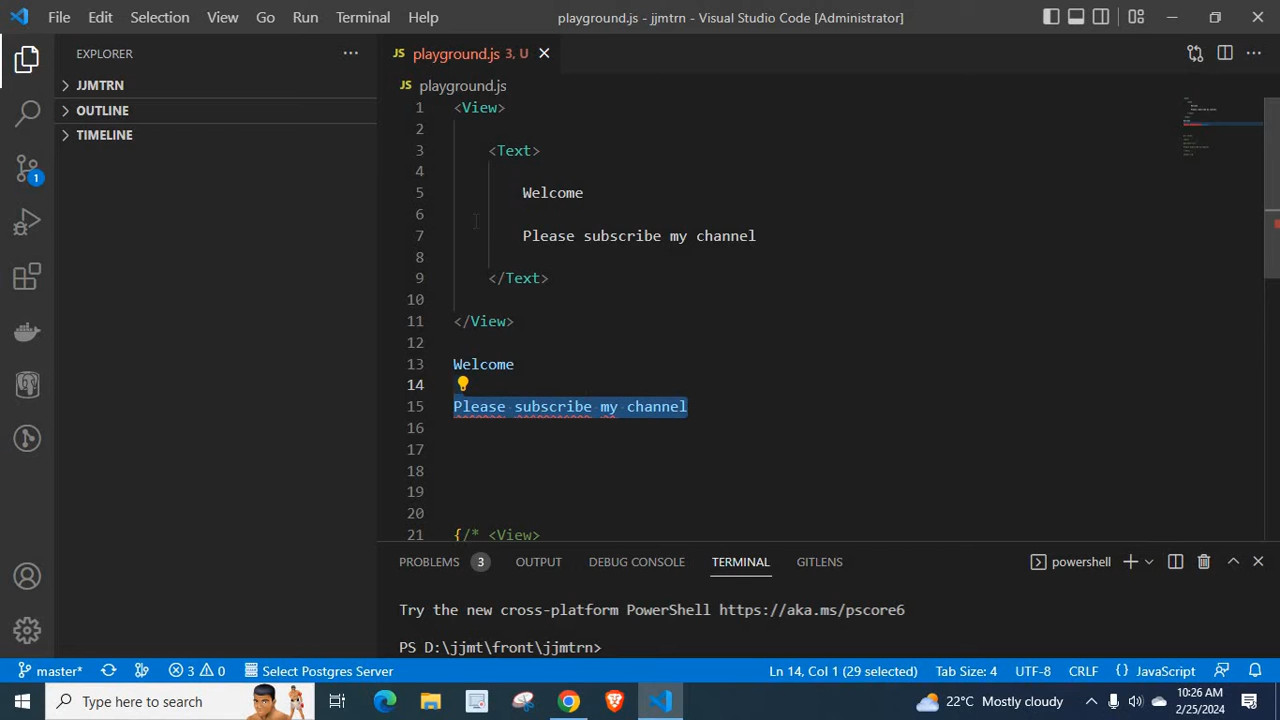 File Edit Selection View Go Run Terminal Help playground.js - jjmtrn - Visual Studio Code [Administrator]
EXPLORER
JJMTRN
OUTLINE
TIMELINE
1
JS playground.js 3, U
JS playground.js
1 <View>
2
3 <Text>
4
5 Welcome
6
7 Please subscribe my channel
8
9 </Text>
10
11 </View>
12
13 Welcome
14
15 Please subscribe my channel
16
17
18
19
20
21 {/* <View>
PROBLEMS 3 OUTPUT DEBUG CONSOLE TERMINAL GITLENS powershell
Try the new cross-platform PowerShell https://aka.ms/pscore6
PS D:\jjmt\front\jjmtrn>
master* 3 0 Select Postgres Server Ln 14, Col 1 (29 selected) Tab Size: 4 UTF-8 CRLF {} JavaScript
Type here to search 22°C Mostly cloudy 10:26 AM
2/25/2024